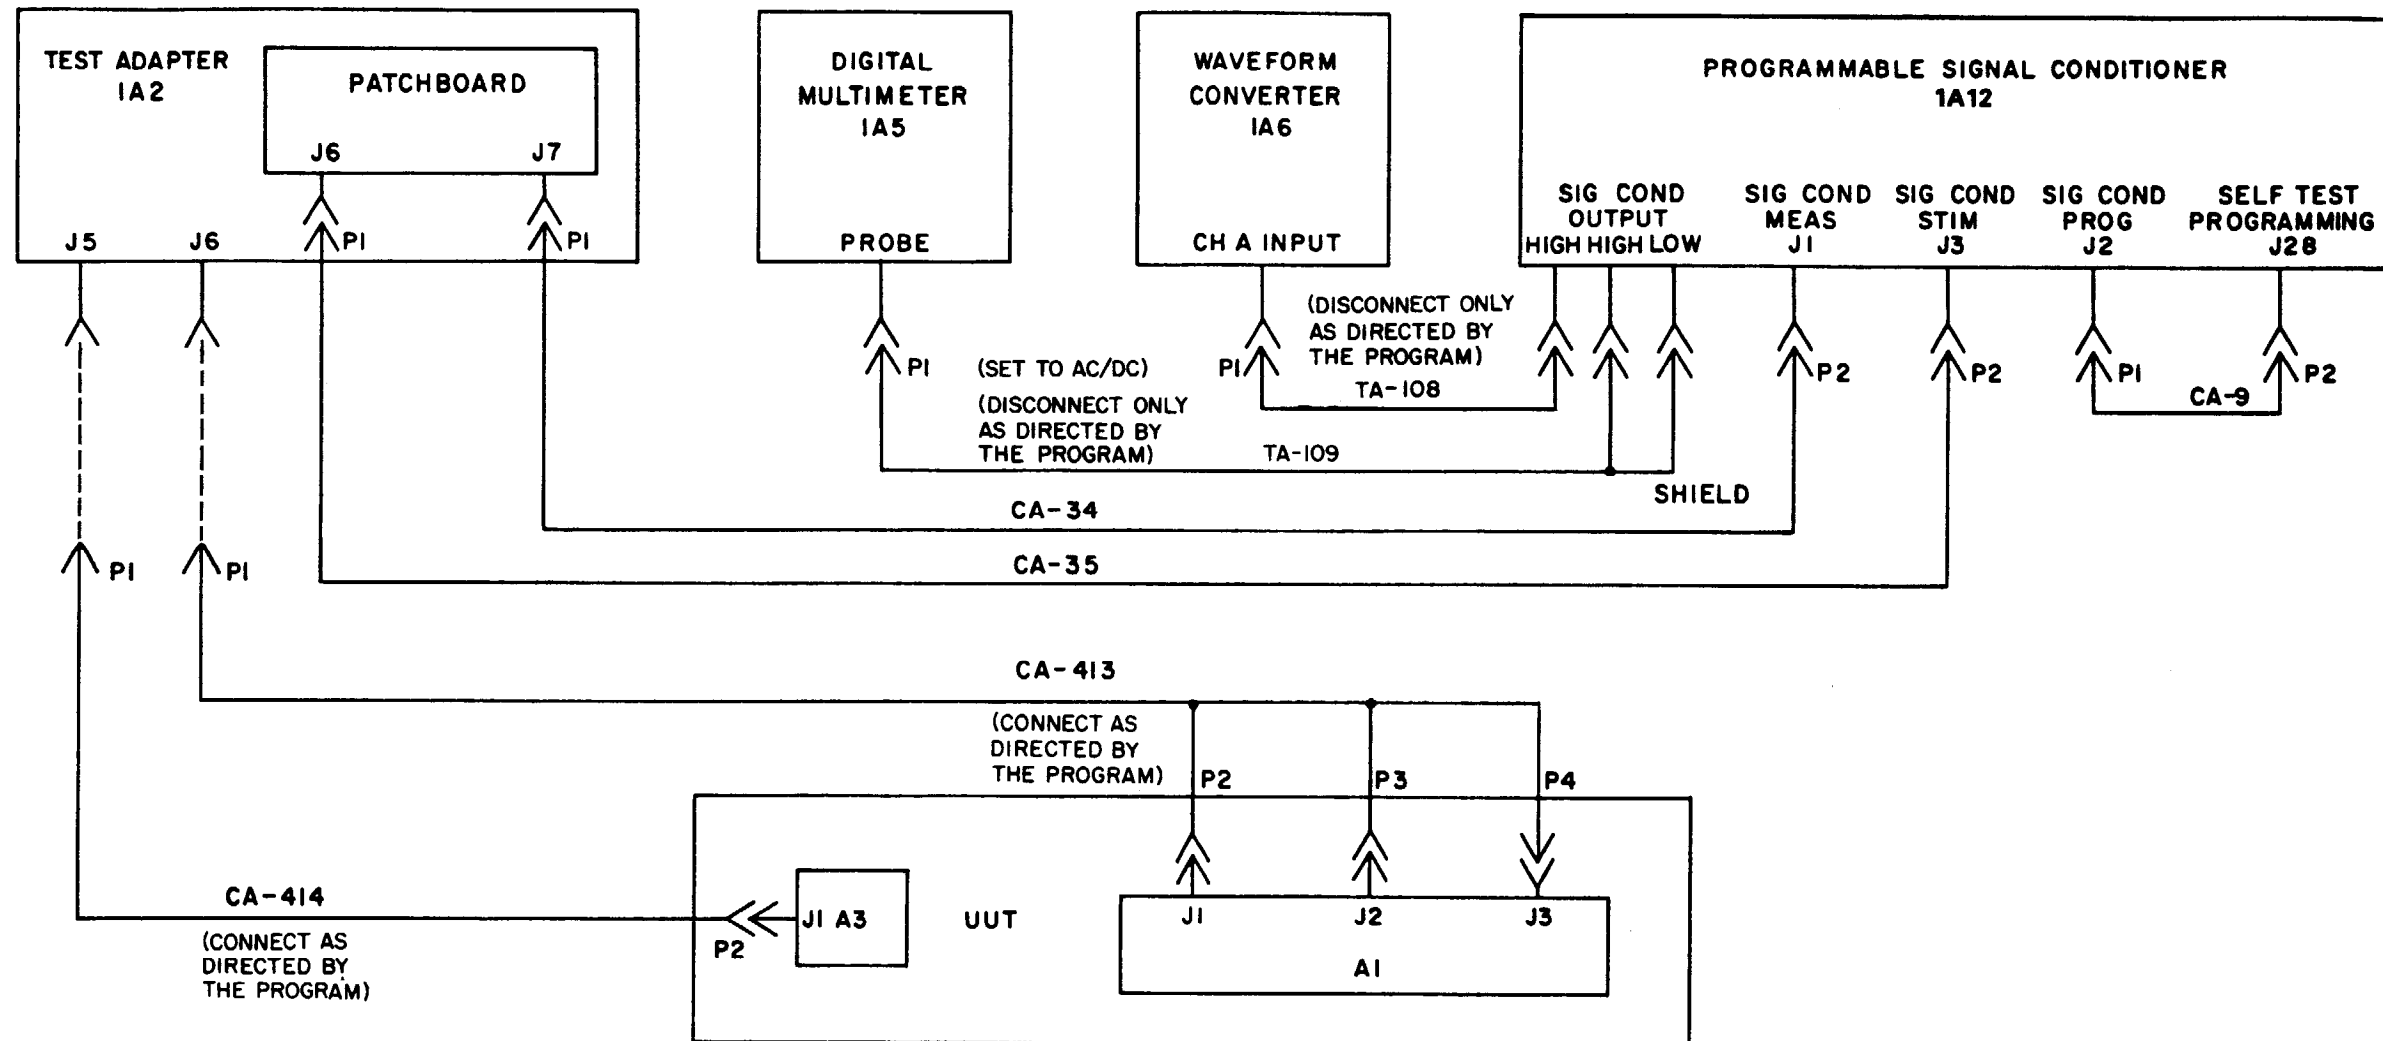 TEST ADAPTER
1A2
PATCHBOARD
J6 J7
P1 P1
J5 J6
DIGITAL
MULTIMETER
1A5
PROBE
WAVEFORM
CONVERTER
1A6
CH A INPUT
PROGRAMMABLE SIGNAL CONDITIONER
1A12
SIG COND
OUTPUT
HIGH HIGH LOW
SIG COND
MEAS
J1
SIG COND
STIM
J3
SIG COND
PROG
J2
SELF TEST
PROGRAMMING
J28
P1
(SET TO AC/DC)
(DISCONNECT ONLY
AS DIRECTED BY
THE PROGRAM)
P1
(DISCONNECT ONLY
AS DIRECTED BY
THE PROGRAM)
TA-108
P2
P2
P1
P2
CA-9
TA-109
SHIELD
CA-34
CA-35
P1 P1
CA-413
(CONNECT AS
DIRECTED BY
THE PROGRAM)
P2 P3 P4
CA-414
(CONNECT AS
DIRECTED BY
THE PROGRAM)
P2
J1 A3
UUT
J1 J2 J3
A1